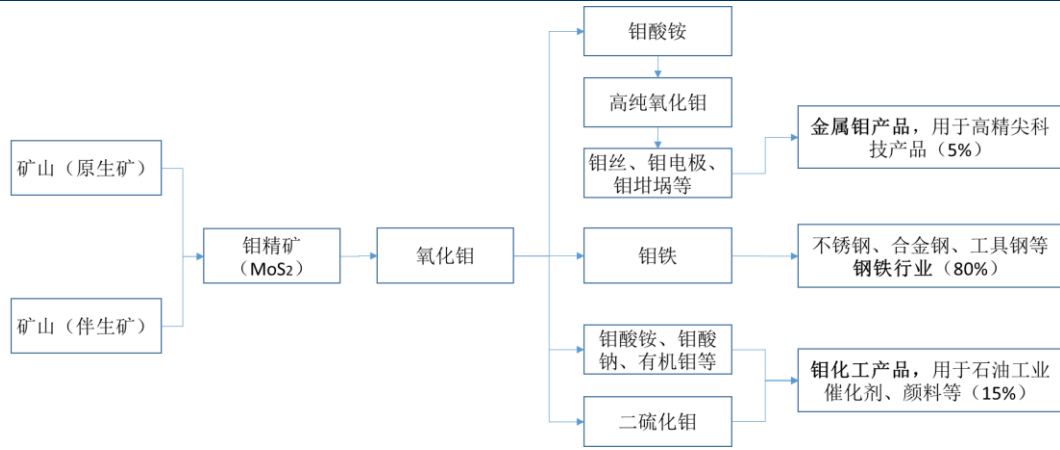 矿山（原生矿）
矿山（伴生矿）
钼精矿
（MoS₂）
氧化钼
钼酸铵
高纯氧化钼
钼丝、钼电极、
钼坩埚等
金属钼产品，用于高精尖科
技产品（5%）
钼铁
不锈钢、合金钢、工具钢等
钢铁行业（80%）
钼酸铵、钼酸
钠、有机钼等
二硫化钼
钼化工产品，用于石油工业
催化剂、颜料等（15%）